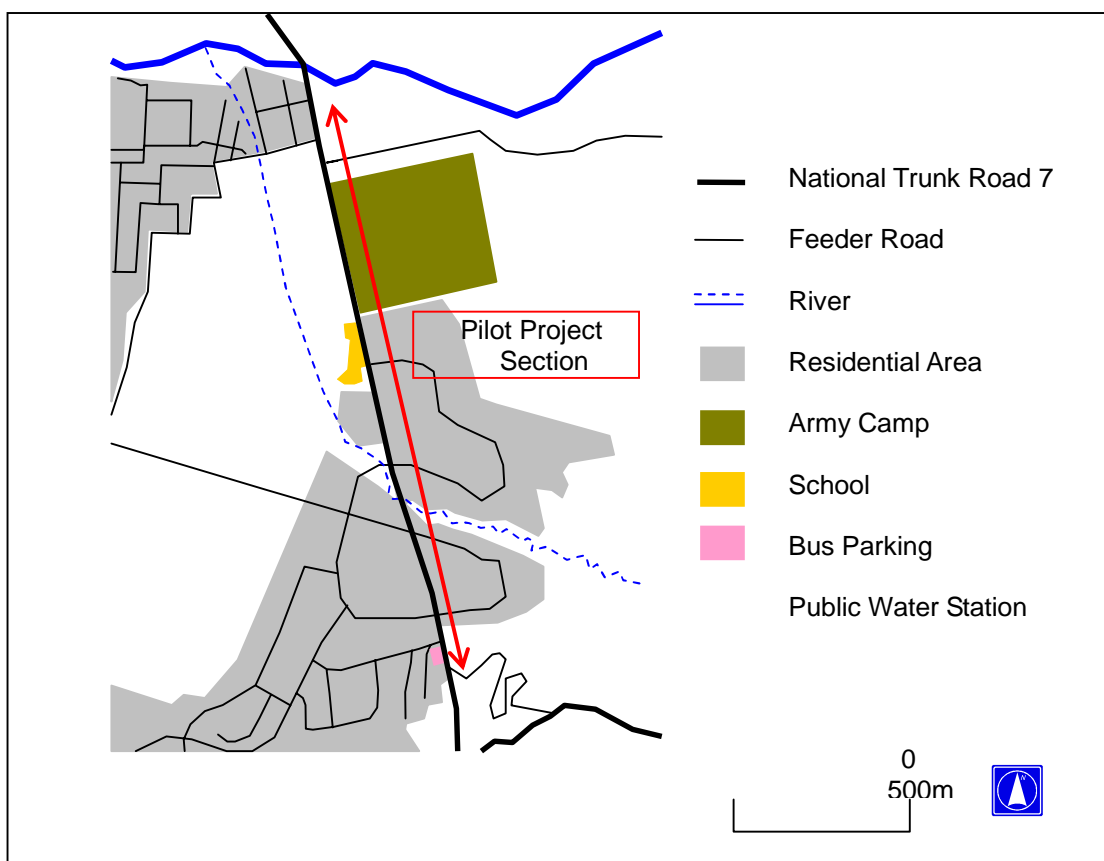 National Trunk Road 7
Feeder Road
River
Pilot Project
Section
Residential Area
Army Camp
School
Bus Parking
Public Water Station
0
500m